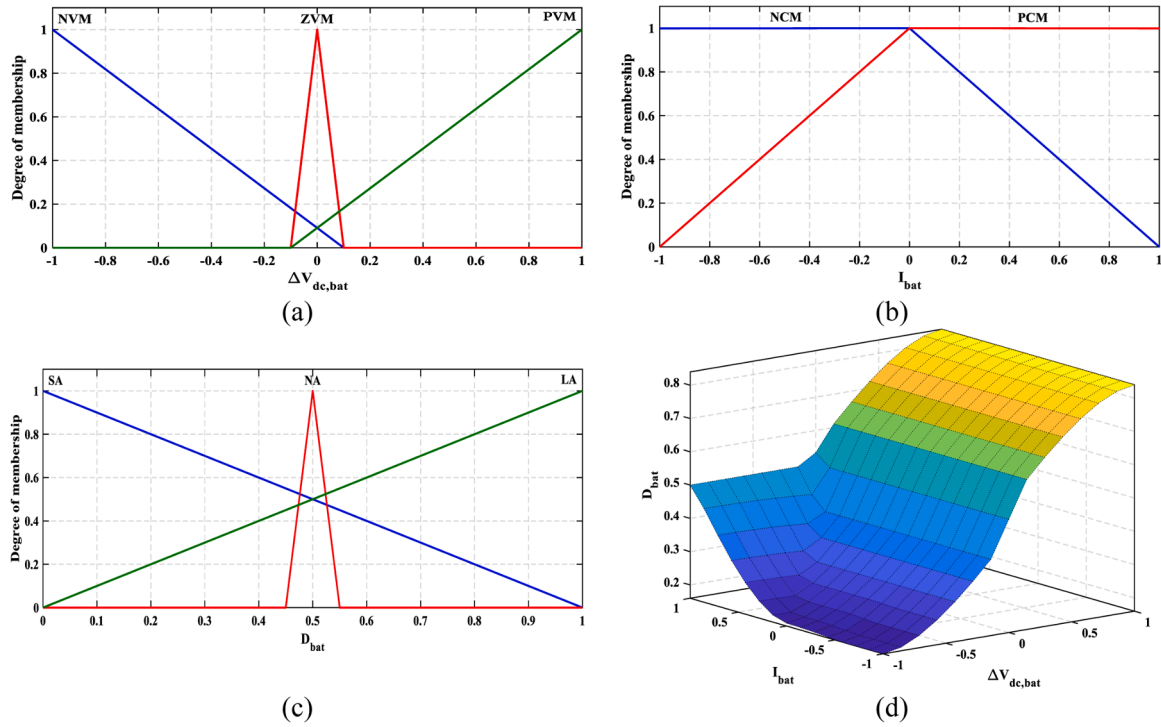 NVM ZVM PVM
1
0.8
0.6
0.4
0.2
0
Degree of membership
-1 -0.8 -0.6 -0.4 -0.2 0 0.2 0.4 0.6 0.8 1
ΔV_dc,bat
(a)
NCM PCM
1
0.8
0.6
0.4
0.2
0
Degree of membership
-1 -0.8 -0.6 -0.4 -0.2 0 0.2 0.4 0.6 0.8 1
I_bat
(b)
SA NA LA
1
0.8
0.6
0.4
0.2
0
Degree of membership
0 0.1 0.2 0.3 0.4 0.5 0.6 0.7 0.8 0.9 1
D_bat
(c)
0.8
0.7
0.6
0.5
0.4
0.3
0.2
D_bat
1 0.5 0 -0.5 -1
I_bat
-1 -0.5 0 0.5 1
ΔV_dc,bat
(d)